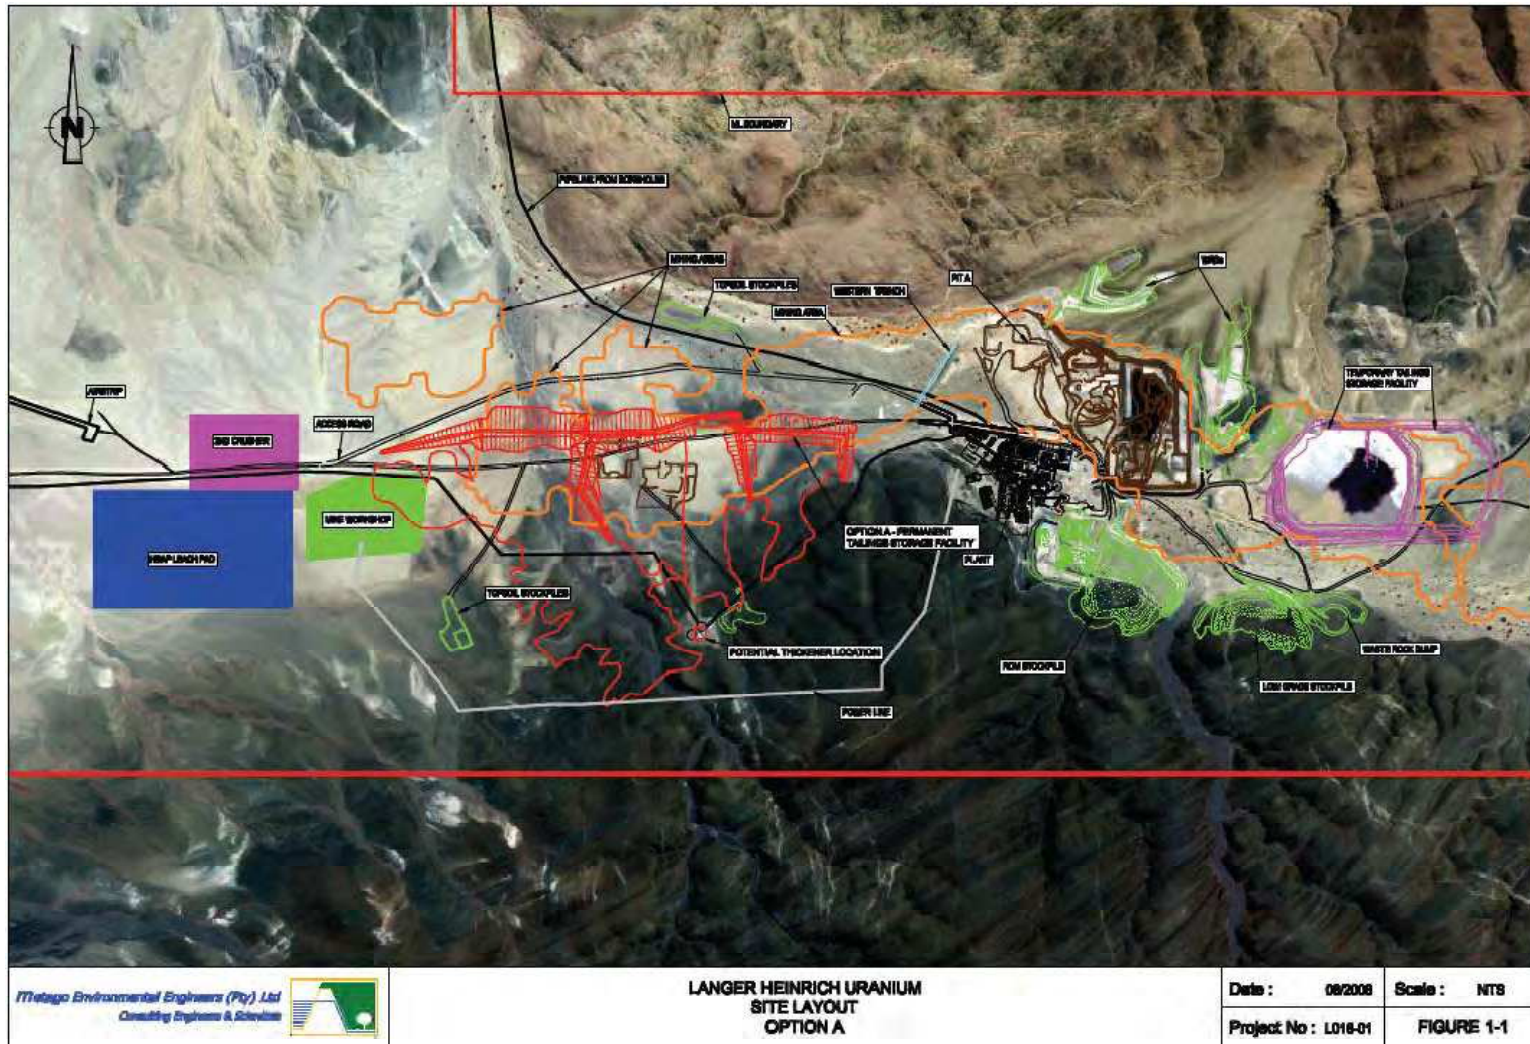 N
ML BOUNDARY
PIPELINE FROM BOREHOLES
MINING AREAS
TOPSOIL STOCKPILES
WESTERN TRENCH
MINING AREA
PIT A
WRDs
TEMPORARY TAILINGS
STORAGE FACILITY
AIRSTRIP
ACCESS ROAD
2ND CRUSHER
MINE WORKSHOP
HEAP LEACH PAD
OPTION A - PERMANENT
TAILINGS STORAGE FACILITY
PLANT
TOPSOIL STOCKPILES
POTENTIAL THICKENER LOCATION
ROM STOCKPILE
WASTE ROCK DUMP
LOW GRADE STOCKPILE
POWER LINE
Metago Environmental Engineers (Pty) Ltd
Consulting Engineers & Scientists
LANGER HEINRICH URANIUM
SITE LAYOUT
OPTION A
Date : 08/2008
Scale : NTS
Project No : L016-01
FIGURE 1-1